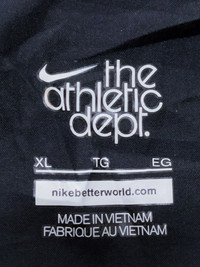 the
athletic
dept.
XL TG EG
nikebetterworld.com
MADE IN VIETNAM
FABRIQUE AU VIETNAM